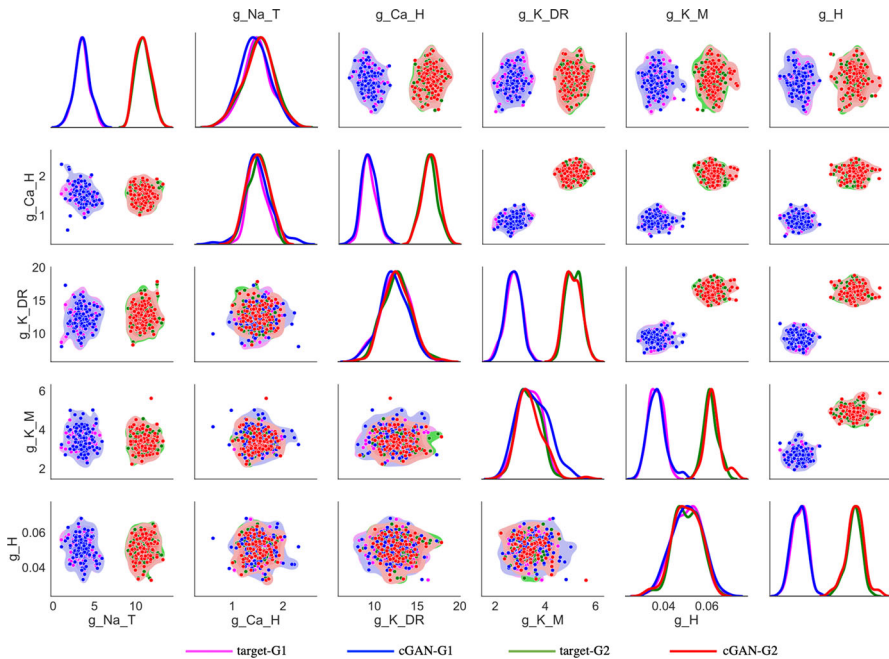 g_Na_T g_Ca_H g_K_DR g_K_M g_H
g_Ca_H
2
1
g_K_DR
20
15
10
g_K_M
6
4
2
g_H
0.06
0.04
0 5 10 1 2 10 15 20 2 4 6 0.04 0.06
g_Na_T g_Ca_H g_K_DR g_K_M g_H
target-G1 cGAN-G1 target-G2 cGAN-G2